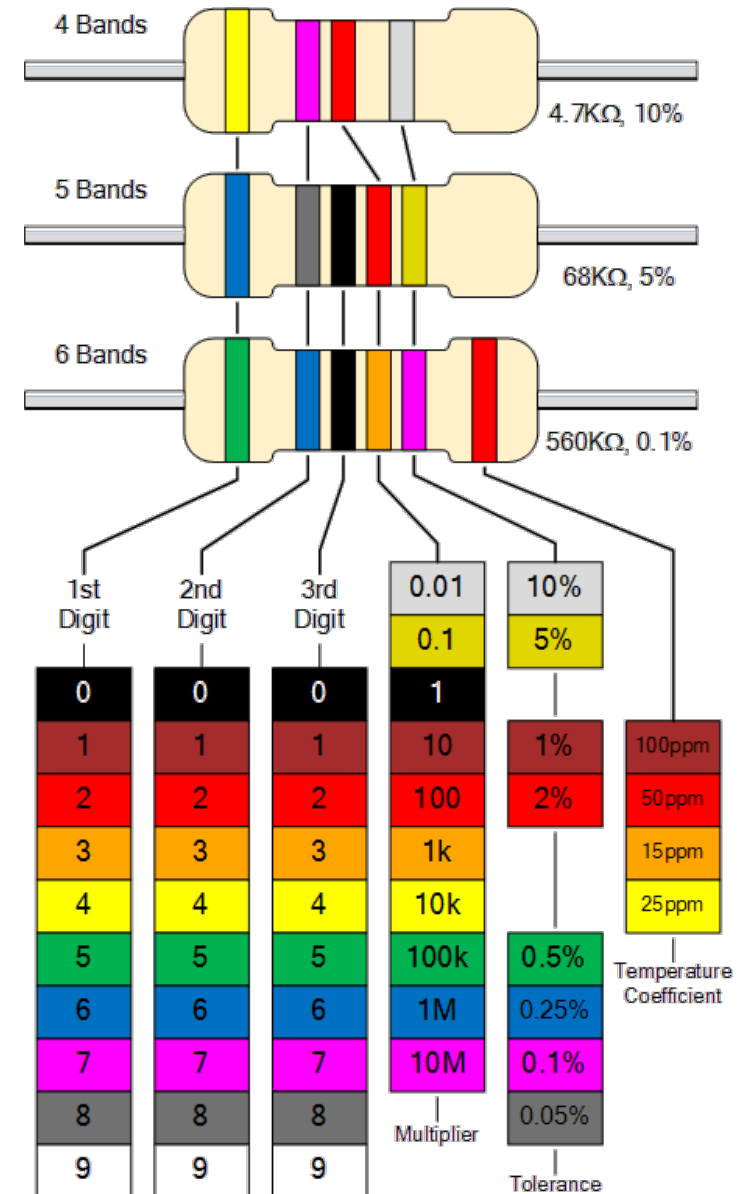 4 Bands
4.7KΩ, 10%
5 Bands
68KΩ, 5%
6 Bands
560KΩ, 0.1%
1st
Digit
2nd
Digit
3rd
Digit
0.01 10%
0.1 5%
0 0 0 1
1 1 1 10 1% 100ppm
2 2 2 100 2% 50ppm
3 3 3 1k 15ppm
4 4 4 10k 25ppm
5 5 5 100k 0.5%
Temperature
Coefficient
6 6 6 1M 0.25%
7 7 7 10M 0.1%
8 8 8 0.05%
Multiplier
9 9 9
Tolerance